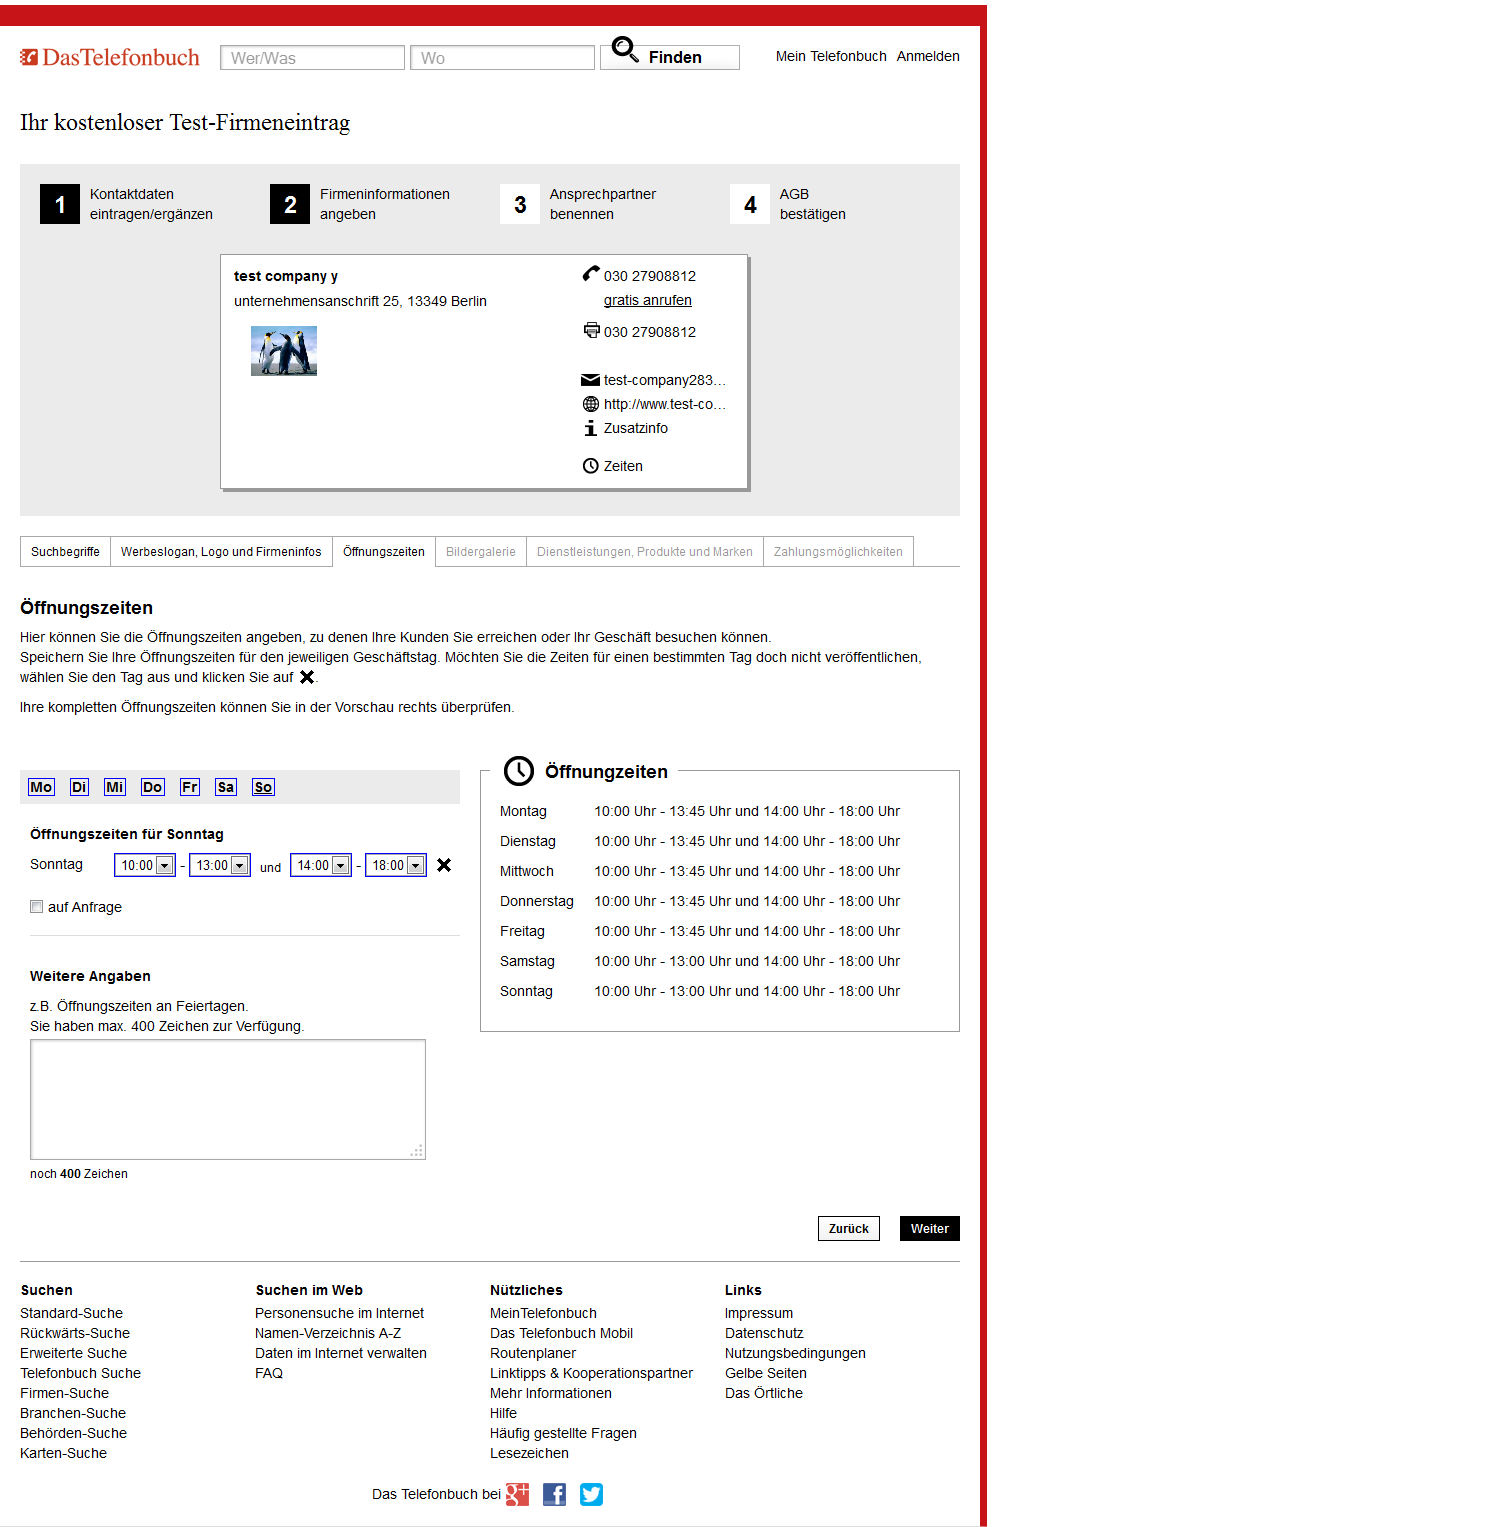 DasTelefonbuch Wer/Was Wo Finden Mein Telefonbuch Anmelden
Ihr kostenloser Test-Firmeneintrag
1 Kontaktdaten eintragen/ergänzen
2 Firmeninformationen angeben
3 Ansprechpartner benennen
4 AGB bestätigen
test company y
unternehmensanschrift 25, 13349 Berlin
030 27908812
gratis anrufen
030 27908812
test-company283...
http://www.test-co...
Zusatzinfo
Zeiten
Suchbegriffe Werbeslogan, Logo und Firmeninfos Öffnungszeiten Bildergalerie Dienstleistungen, Produkte und Marken Zahlungsmöglichkeiten
Öffnungszeiten
Hier können Sie die Öffnungszeiten angeben, zu denen Ihre Kunden Sie erreichen oder Ihr Geschäft besuchen können.
Speichern Sie Ihre Öffnungszeiten für den jeweiligen Geschäftstag. Möchten Sie die Zeiten für einen bestimmten Tag doch nicht veröffentlichen,
wählen Sie den Tag aus und klicken Sie auf ✖.
Ihre kompletten Öffnungszeiten können Sie in der Vorschau rechts überprüfen.
Mo Di Mi Do Fr Sa So
Öffnungszeiten für Sonntag
Sonntag 10:00 - 13:00 und 14:00 - 18:00
auf Anfrage
Weitere Angaben
z.B. Öffnungszeiten an Feiertagen.
Sie haben max. 400 Zeichen zur Verfügung.
noch 400 Zeichen
Öffnungzeiten
Montag 10:00 Uhr - 13:45 Uhr und 14:00 Uhr - 18:00 Uhr
Dienstag 10:00 Uhr - 13:45 Uhr und 14:00 Uhr - 18:00 Uhr
Mittwoch 10:00 Uhr - 13:45 Uhr und 14:00 Uhr - 18:00 Uhr
Donnerstag 10:00 Uhr - 13:45 Uhr und 14:00 Uhr - 18:00 Uhr
Freitag 10:00 Uhr - 13:45 Uhr und 14:00 Uhr - 18:00 Uhr
Samstag 10:00 Uhr - 13:00 Uhr und 14:00 Uhr - 18:00 Uhr
Sonntag 10:00 Uhr - 13:00 Uhr und 14:00 Uhr - 18:00 Uhr
Zurück Weiter
Suchen
Standard-Suche
Rückwärts-Suche
Erweiterte Suche
Telefonbuch Suche
Firmen-Suche
Branchen-Suche
Behörden-Suche
Karten-Suche
Suchen im Web
Personensuche im Internet
Namen-Verzeichnis A-Z
Daten im Internet verwalten
FAQ
Nützliches
MeinTelefonbuch
Das Telefonbuch Mobil
Routenplaner
Linktipps & Kooperationspartner
Mehr Informationen
Hilfe
Häufig gestellte Fragen
Lesezeichen
Links
Impressum
Datenschutz
Nutzungsbedingungen
Gelbe Seiten
Das Örtliche
Das Telefonbuch bei